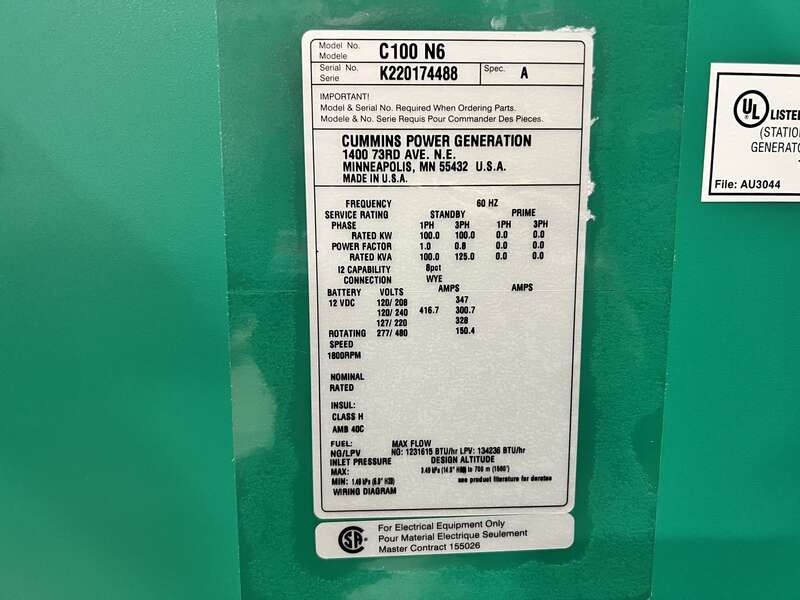 Model No. C100 N6
Modele
Serial No. K220174488 Spec. A
Serie
IMPORTANT!
Model & Serial No. Required When Ordering Parts.
Modele & No. Serie Requis Pour Commander Des Pieces.
CUMMINS POWER GENERATION
1400 73RD AVE. N.E.
MINNEAPOLIS, MN 55432 U.S.A.
MADE IN U.S.A.
FREQUENCY 60 HZ
SERVICE RATING STANDBY PRIME
PHASE 1PH 3PH 1PH 3PH
RATED KW 100.0 100.0 0.0 0.0
POWER FACTOR 1.0 0.8 0.0 0.0
RATED KVA 100.0 125.0 0.0 0.0
I2 CAPABILITY 8pct
CONNECTION WYE
BATTERY VOLTS AMPS AMPS
12 VDC 120/ 208 347
120/ 240 416.7 300.7
127/ 220 328
ROTATING 277/ 480 150.4
SPEED
1800RPM
NOMINAL
RATED
INSUL:
CLASS H
AMB 40C
FUEL: MAX FLOW
NG/LPV NG: 1231615 BTU/hr LPV: 134236 BTU/hr
INLET PRESSURE DESIGN ALTITUDE
MAX: to 700 m
MIN: see product literature for derates
WIRING DIAGRAM
CSA
For Electrical Equipment Only
Pour Material Electrique Seulement
Master Contract 155026
UL LISTED
(STATION
GENERATO
File: AU3044